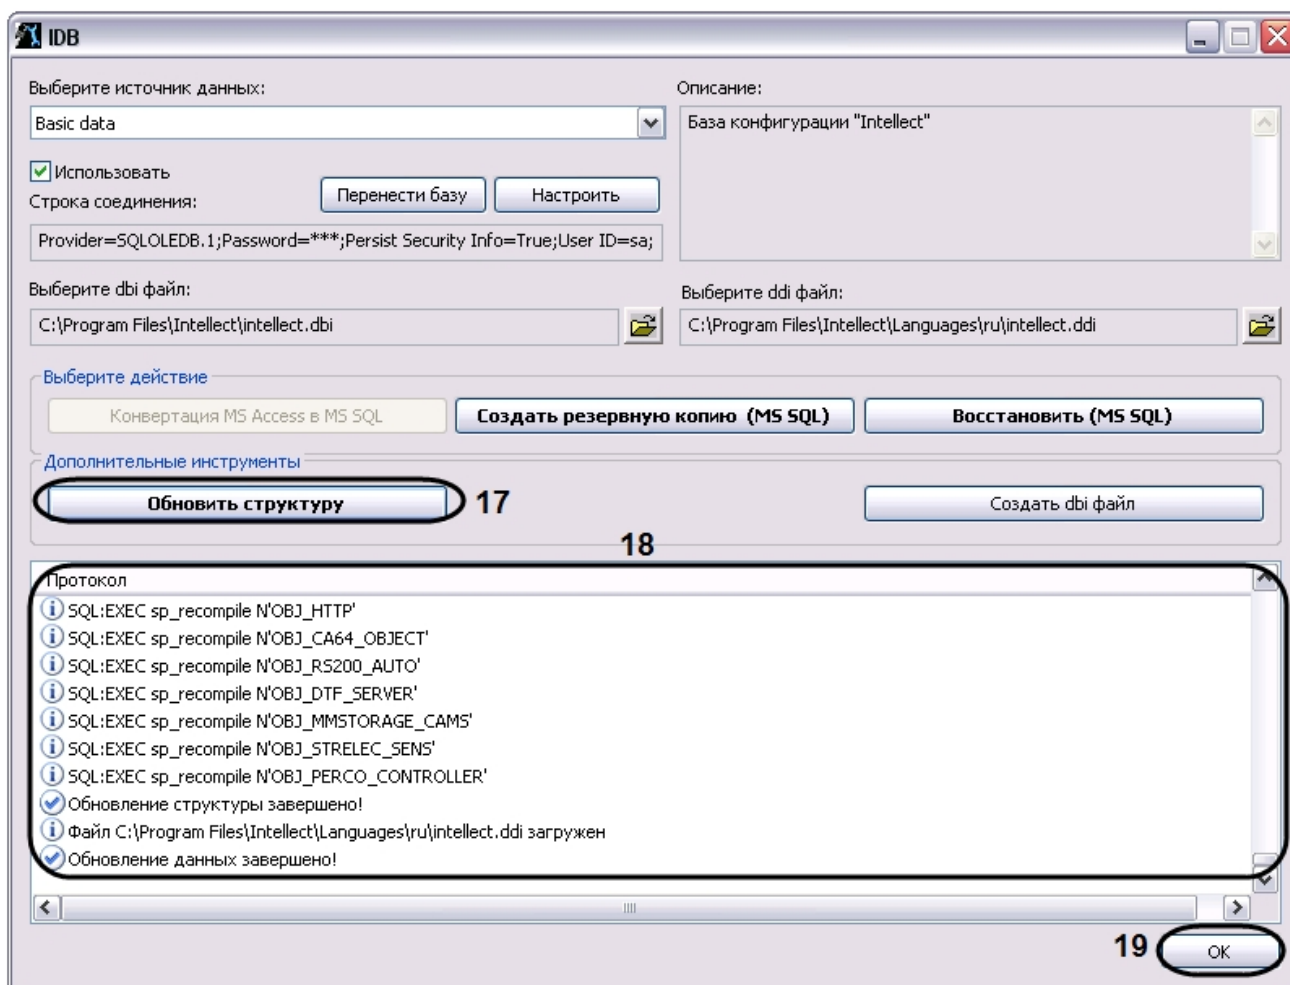 IDB
Выберите источник данных:
Описание:
Basic data
База конфигурации "Intellect"
Использовать
Строка соединения:
Перенести базу
Настроить
Provider=SQLOLEDB.1;Password=***;Persist Security Info=True;User ID=sa;
Выберите dbi файл:
Выберите ddi файл:
C:\Program Files\Intellect\intellect.dbi
C:\Program Files\Intellect\Languages\ru\intellect.ddi
Выберите действие
Конвертация MS Access в MS SQL
Создать резервную копию (MS SQL)
Восстановить (MS SQL)
Дополнительные инструменты
Обновить структуру
17
Создать dbi файл
18
Протокол
SQL:EXEC sp_recompile N'OBJ_HTTP'
SQL:EXEC sp_recompile N'OBJ_CA64_OBJECT'
SQL:EXEC sp_recompile N'OBJ_RS200_AUTO'
SQL:EXEC sp_recompile N'OBJ_DTF_SERVER'
SQL:EXEC sp_recompile N'OBJ_MMSTORAGE_CAMS'
SQL:EXEC sp_recompile N'OBJ_STRELEC_SENS'
SQL:EXEC sp_recompile N'OBJ_PERCO_CONTROLLER'
Обновление структуры завершено!
Файл C:\Program Files\Intellect\Languages\ru\intellect.ddi загружен
Обновление данных завершено!
19
OK